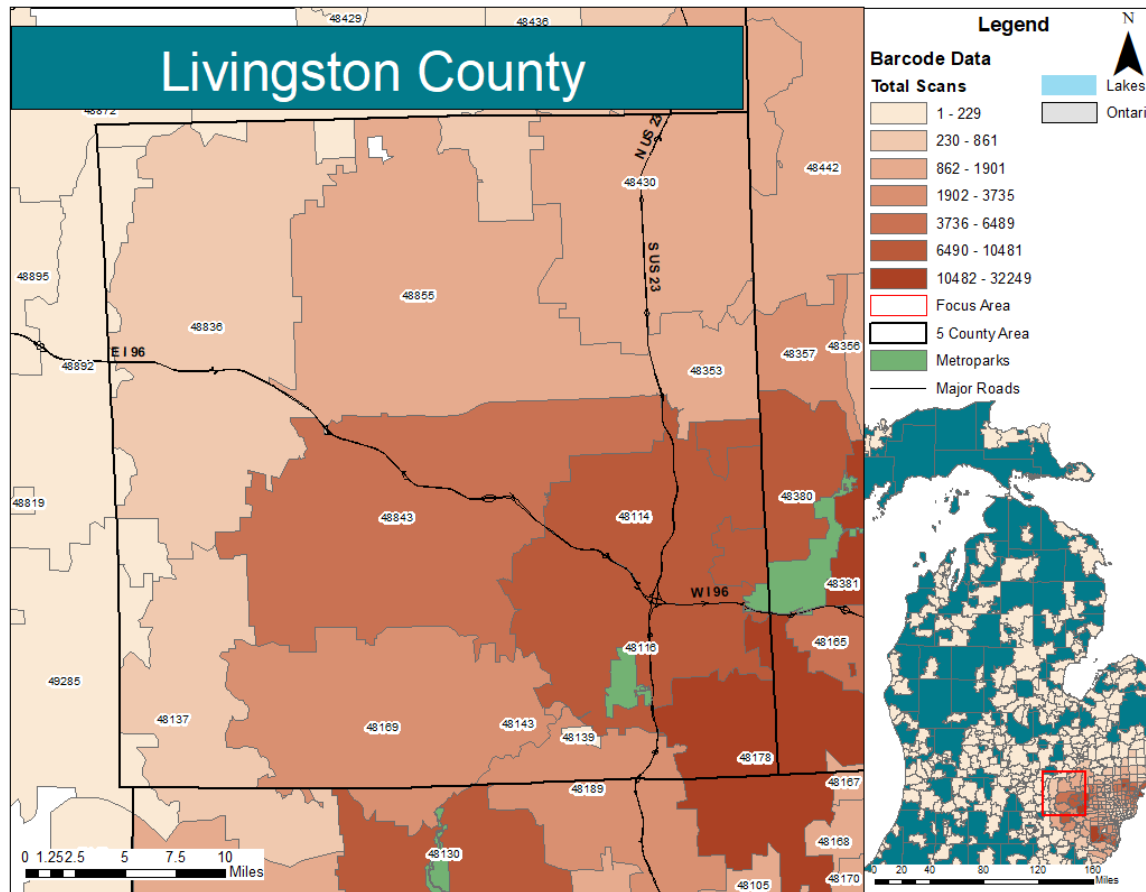 48429
48436
Livingston County
48872
N US 23
48430
48442
S US 23
48895
48855
48836
E I 96
48892
48353
48357
48356
48819
48843
48114
48380
48381
W I 96
48116
48165
49285
48137
48169
48143
48139
48178
48189
48167
48130
48168
48105
48170
0 1.25 2.5 5 7.5 10
Miles
Legend
N
Barcode Data
Total Scans
1 - 229
230 - 861
862 - 1901
1902 - 3735
3736 - 6489
6490 - 10481
10482 - 32249
Focus Area
5 County Area
Metroparks
Major Roads
Lakes
Ontari
0 20 40 80 120 160
Miles